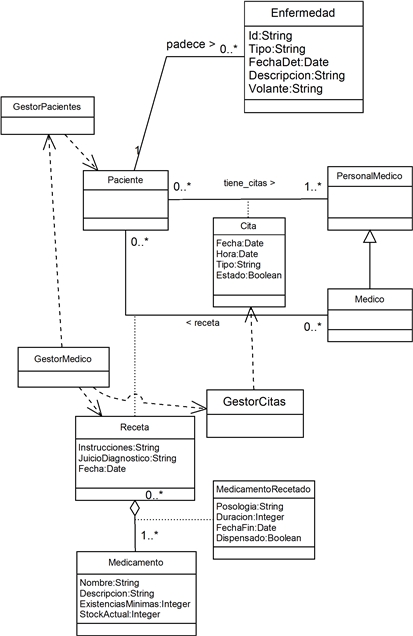 Enfermedad
Id:String
Tipo:String
FechaDet:Date
Descripcion:String
Volante:String
padece >
0..*
1
GestorPacientes
Paciente
0..*
tiene_citas >
1..*
PersonalMedico
Cita
Fecha:Date
Hora:Date
Tipo:String
Estado:Boolean
0..*
Medico
< receta
0..*
GestorMedico
GestorCitas
Receta
Instrucciones:String
JuicioDiagnostico:String
Fecha:Date
0..*
MedicamentoRecetado
Posologia:String
Duracion:Integer
FechaFin:Date
Dispensado:Boolean
1..*
Medicamento
Nombre:String
Descripcion:String
ExistenciasMinimas:Integer
StockActual:Integer